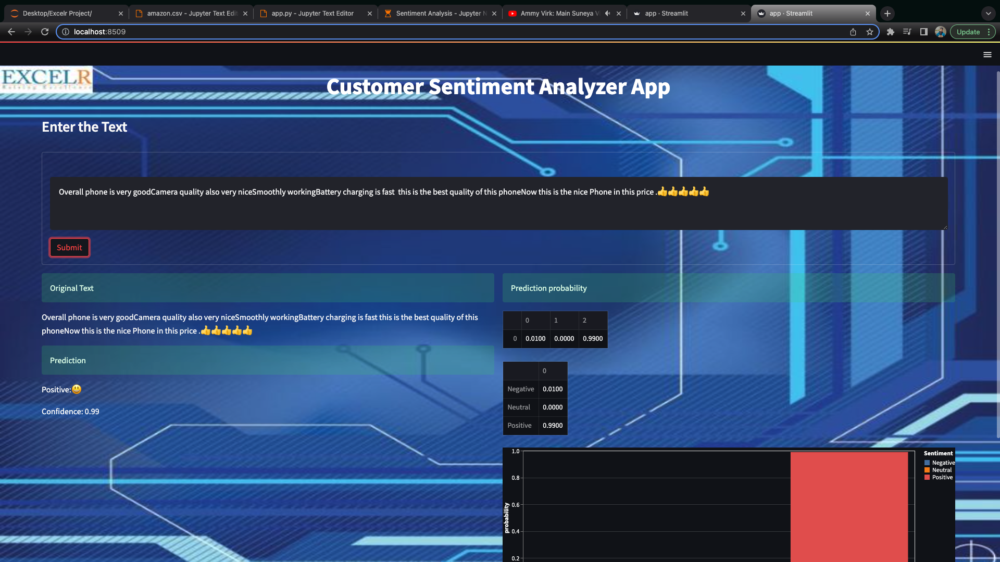 Desktop/Excelr Project/
amazon.csv - Jupyter Text Edit
app.py - Jupyter Text Editor
Sentiment Analysis - Jupyter N
Ammy Virk: Main Suneya V
app · Streamlit
app · Streamlit
localhost:8509
Update
EXCELR
Raising Excellence
Customer Sentiment Analyzer App
Enter the Text
Overall phone is very goodCamera quality also very niceSmoothly workingBattery charging is fast  this is the best quality of this phoneNow this is the nice Phone in this price .👍👍👍👍👍
Submit
Original Text
Overall phone is very goodCamera quality also very niceSmoothly workingBattery charging is fast this is the best quality of this
phoneNow this is the nice Phone in this price .👍👍👍👍👍
Prediction
Positive:😃
Confidence: 0.99
Prediction probability
0 1 2
0 0.0100 0.0000 0.9900
0
Negative 0.0100
Neutral 0.0000
Positive 0.9900
1.0
0.8
0.6
0.4
0.2
probability
Sentiment
Negative
Neutral
Positive